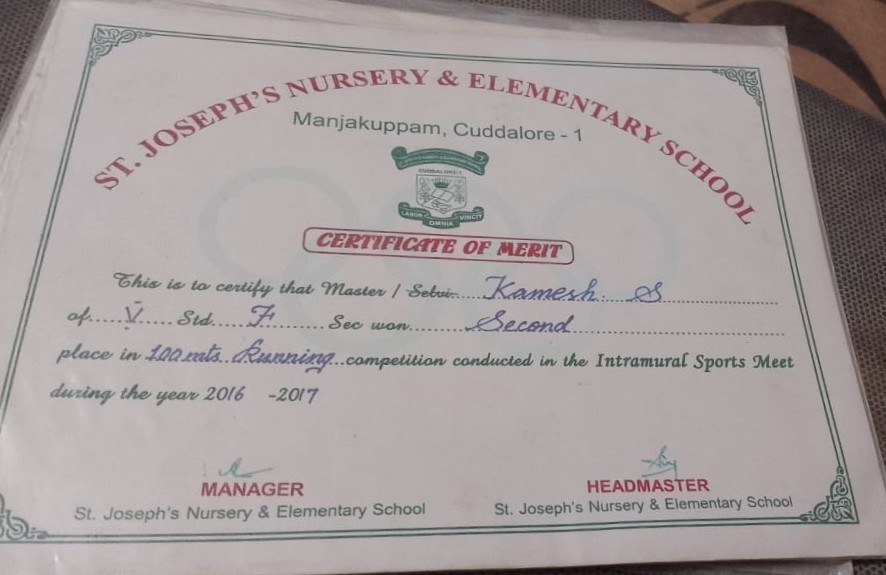 ST. JOSEPH'S NURSERY & ELEMENTARY SCHOOL
Manjakuppam, Cuddalore - 1
CUDDALORE-1
LABOR OMNIA VINCIT
CERTIFICATE OF MERIT
This is to certify that Master / Selvi.....Kamesh. S
of.....V..... Std.....F......... Sec won..........Second
place in 100 mts. Running...competition conducted in the Intramural Sports Meet
during the year 2016 -2017
MANAGER
St. Joseph's Nursery & Elementary School
HEADMASTER
St. Joseph's Nursery & Elementary School